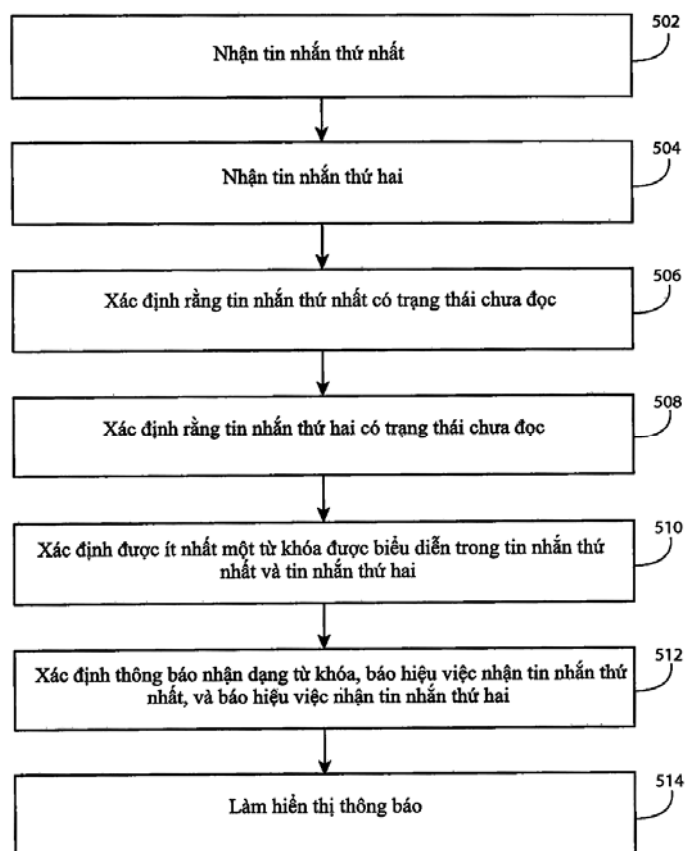 502
Nhận tin nhắn thứ nhất
504
Nhận tin nhắn thứ hai
506
Xác định rằng tin nhắn thứ nhất có trạng thái chưa đọc
508
Xác định rằng tin nhắn thứ hai có trạng thái chưa đọc
510
Xác định được ít nhất một từ khóa được biểu diễn trong tin nhắn thứ
nhất và tin nhắn thứ hai
512
Xác định thông báo nhận dạng từ khóa, báo hiệu việc nhận tin nhắn thứ
nhất, và báo hiệu việc nhận tin nhắn thứ hai
514
Làm hiển thị thông báo